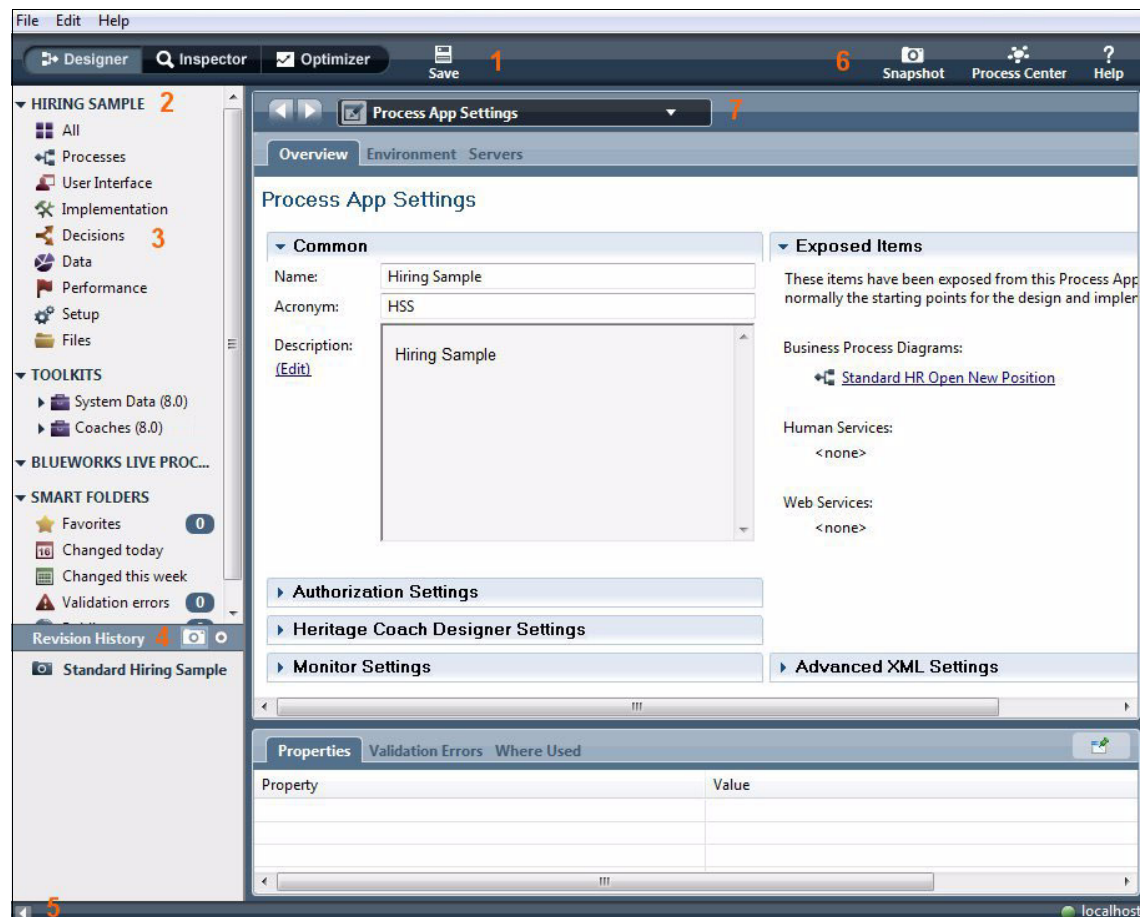 File Edit Help
Designer Inspector Optimizer Save 1 6 Snapshot Process Center Help
HIRING SAMPLE 2
All
Processes
User Interface
Implementation
Decisions 3
Data
Performance
Setup
Files
TOOLKITS
System Data (8.0)
Coaches (8.0)
BLUEWORKS LIVE PROC...
SMART FOLDERS
Favorites 0
16 Changed today
Changed this week
Validation errors 0
Revision History 4
Standard Hiring Sample
5
Process App Settings 7
Overview Environment Servers
Process App Settings
Common
Name: Hiring Sample
Acronym: HSS
Description: Hiring Sample
(Edit)
Authorization Settings
Heritage Coach Designer Settings
Monitor Settings
Exposed Items
These items have been exposed from this Process App
normally the starting points for the design and implem
Business Process Diagrams:
Standard HR Open New Position
Human Services:
<none>
Web Services:
<none>
Advanced XML Settings
Properties Validation Errors Where Used
Property Value
localhost